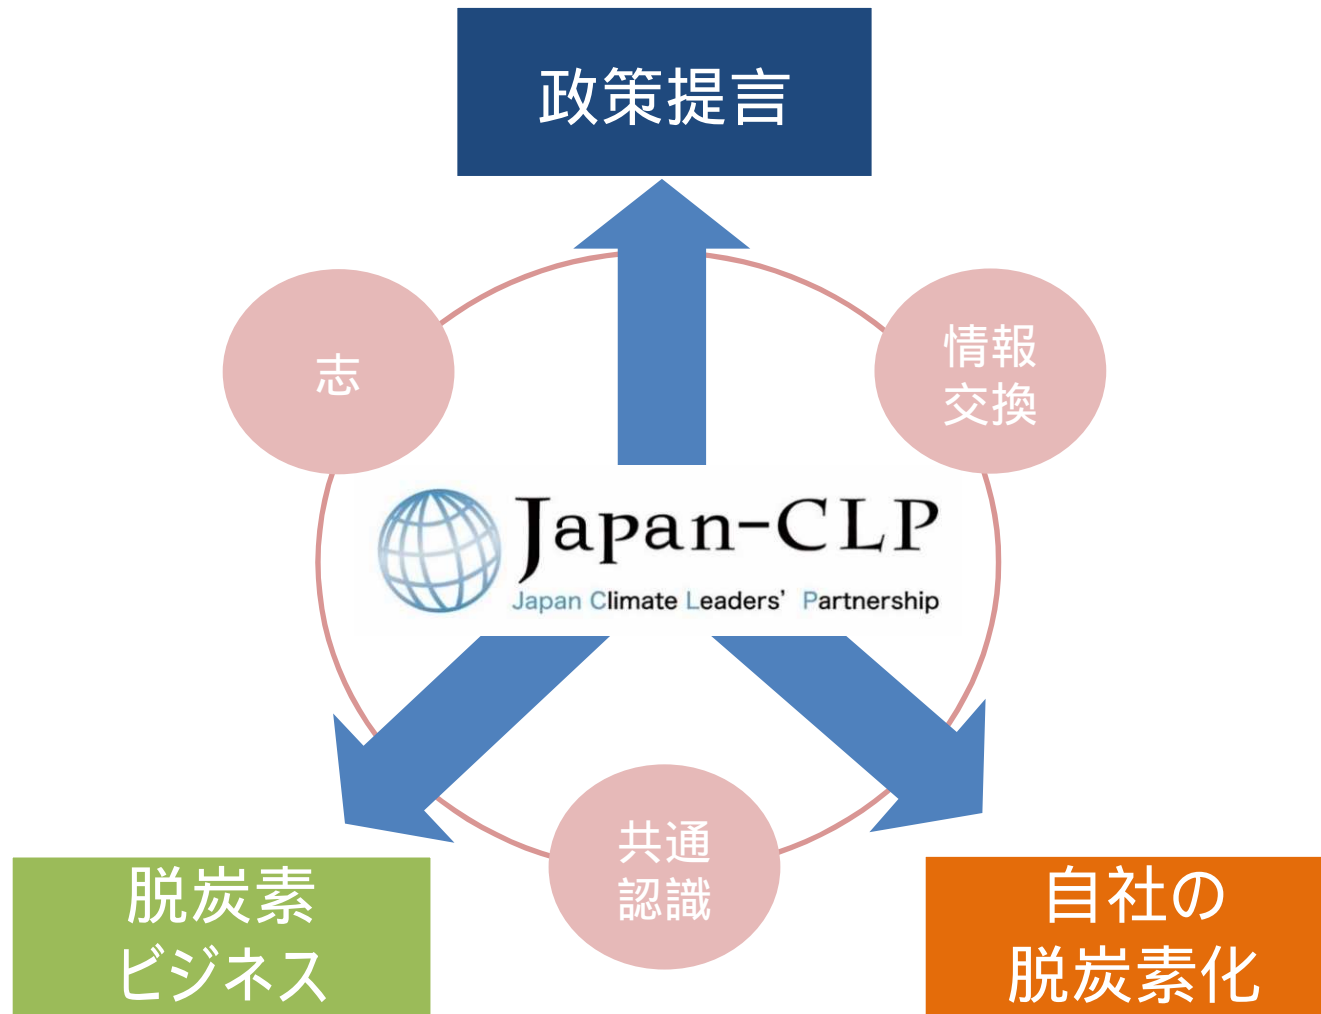 政策提言
志
情報
交換
Japan-CLP
Japan Climate Leaders’ Partnership
共通
認識
脱炭素
ビジネス
自社の
脱炭素化